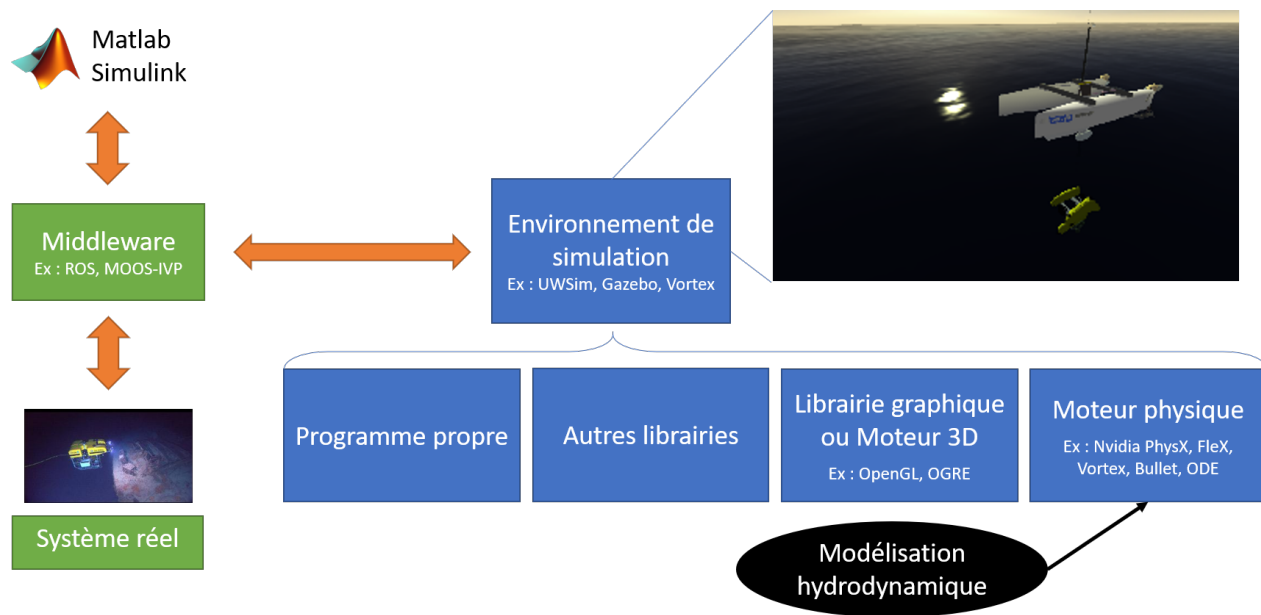 Matlab
Simulink
Middleware
Ex : ROS, MOOS-IVP
Système réel
Environnement de
simulation
Ex : UWSim, Gazebo, Vortex
Programme propre
Autres librairies
Librairie graphique
ou Moteur 3D
Ex : OpenGL, OGRE
Moteur physique
Ex : Nvidia PhysX, FleX,
Vortex, Bullet, ODE
Modélisation
hydrodynamique